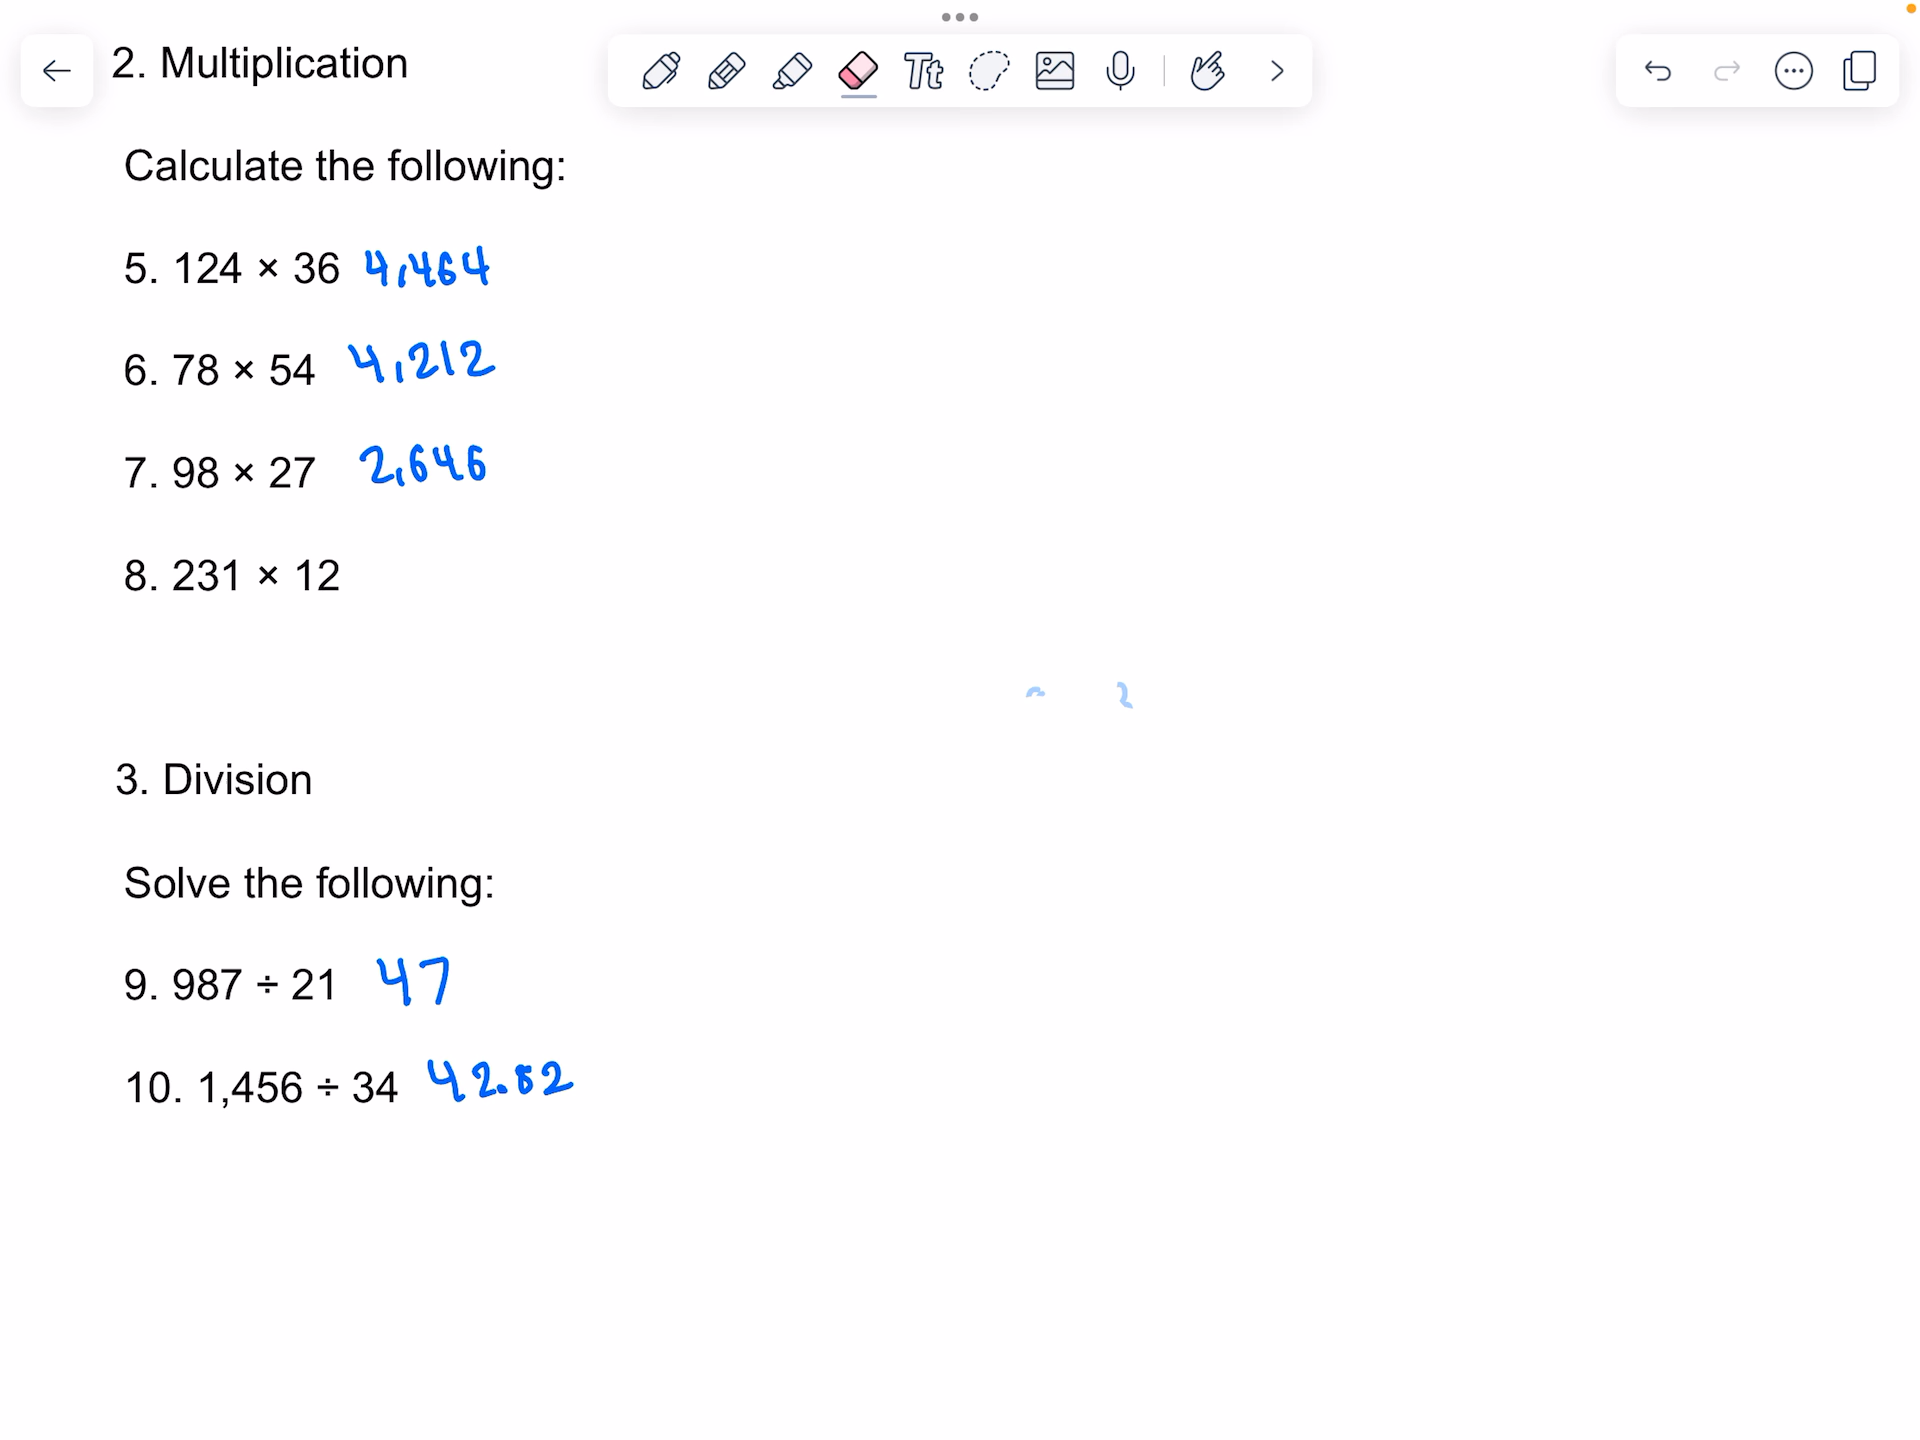 2. Multiplication
Calculate the following:
5. 124 × 36 4,464
6. 78 × 54 4,212
7. 98 × 27 2,646
8. 231 × 12
3. Division
Solve the following:
9. 987 ÷ 21 47
10. 1,456 ÷ 34 42.82